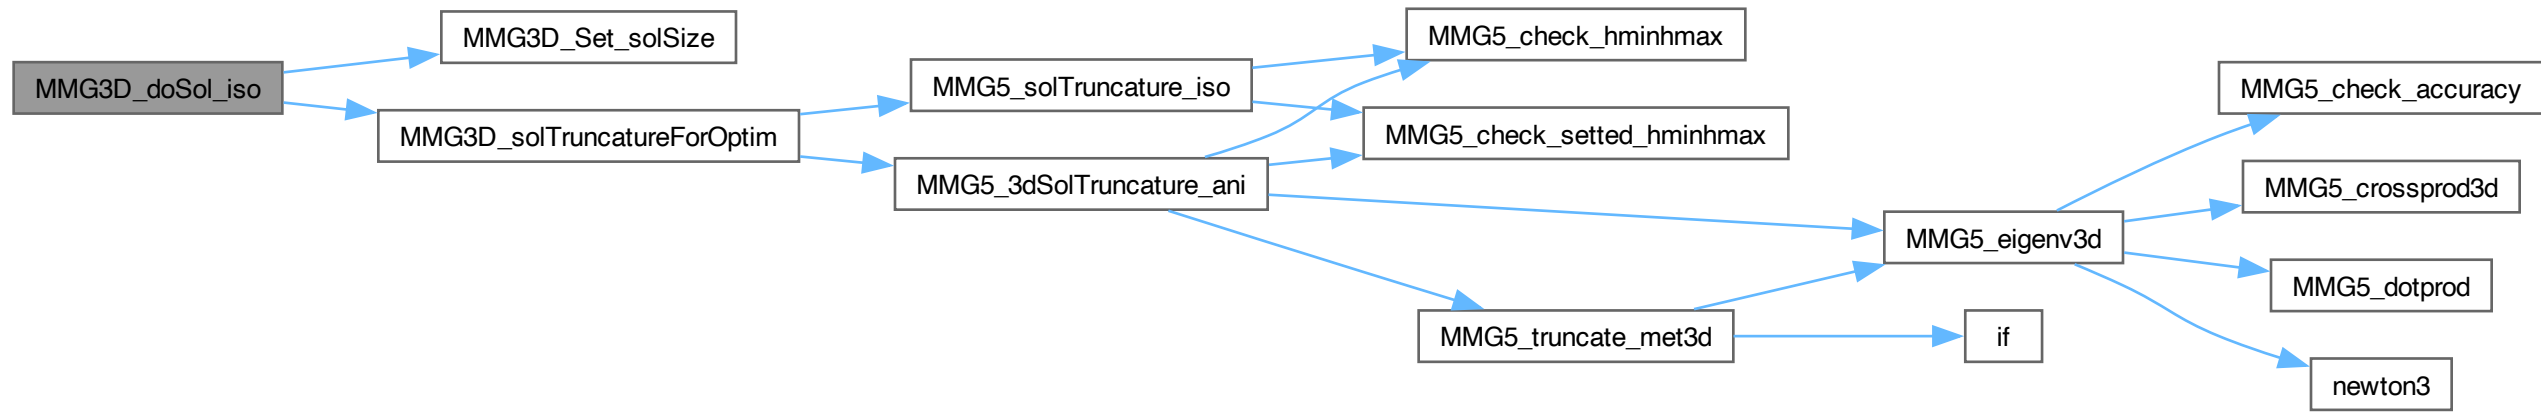 MMG3D_doSol_iso
MMG3D_Set_solSize
MMG3D_solTruncatureForOptim
MMG5_solTruncature_iso
MMG5_3dSolTruncature_ani
MMG5_check_hminhmax
MMG5_check_setted_hminhmax
MMG5_truncate_met3d
MMG5_eigenv3d
if
MMG5_check_accuracy
MMG5_crossprod3d
MMG5_dotprod
newton3